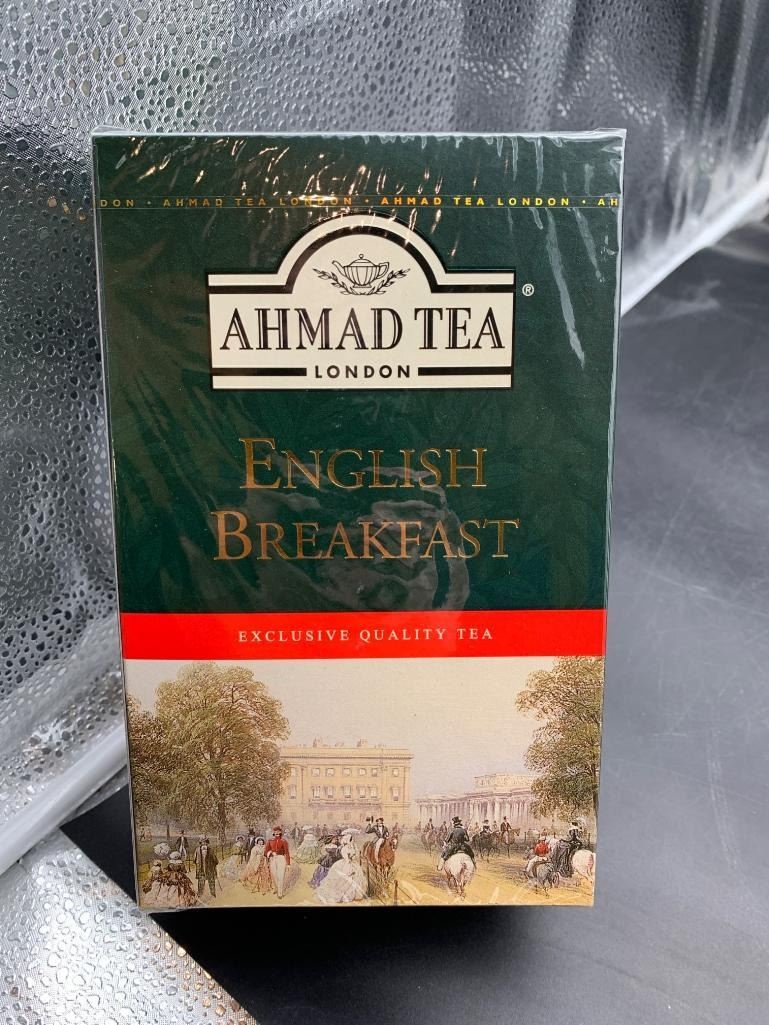 DON · AHMAD TEA LONDON · AHMAD TEA LONDON · AH
AHMAD TEA ®
LONDON
ENGLISH
BREAKFAST
EXCLUSIVE QUALITY TEA